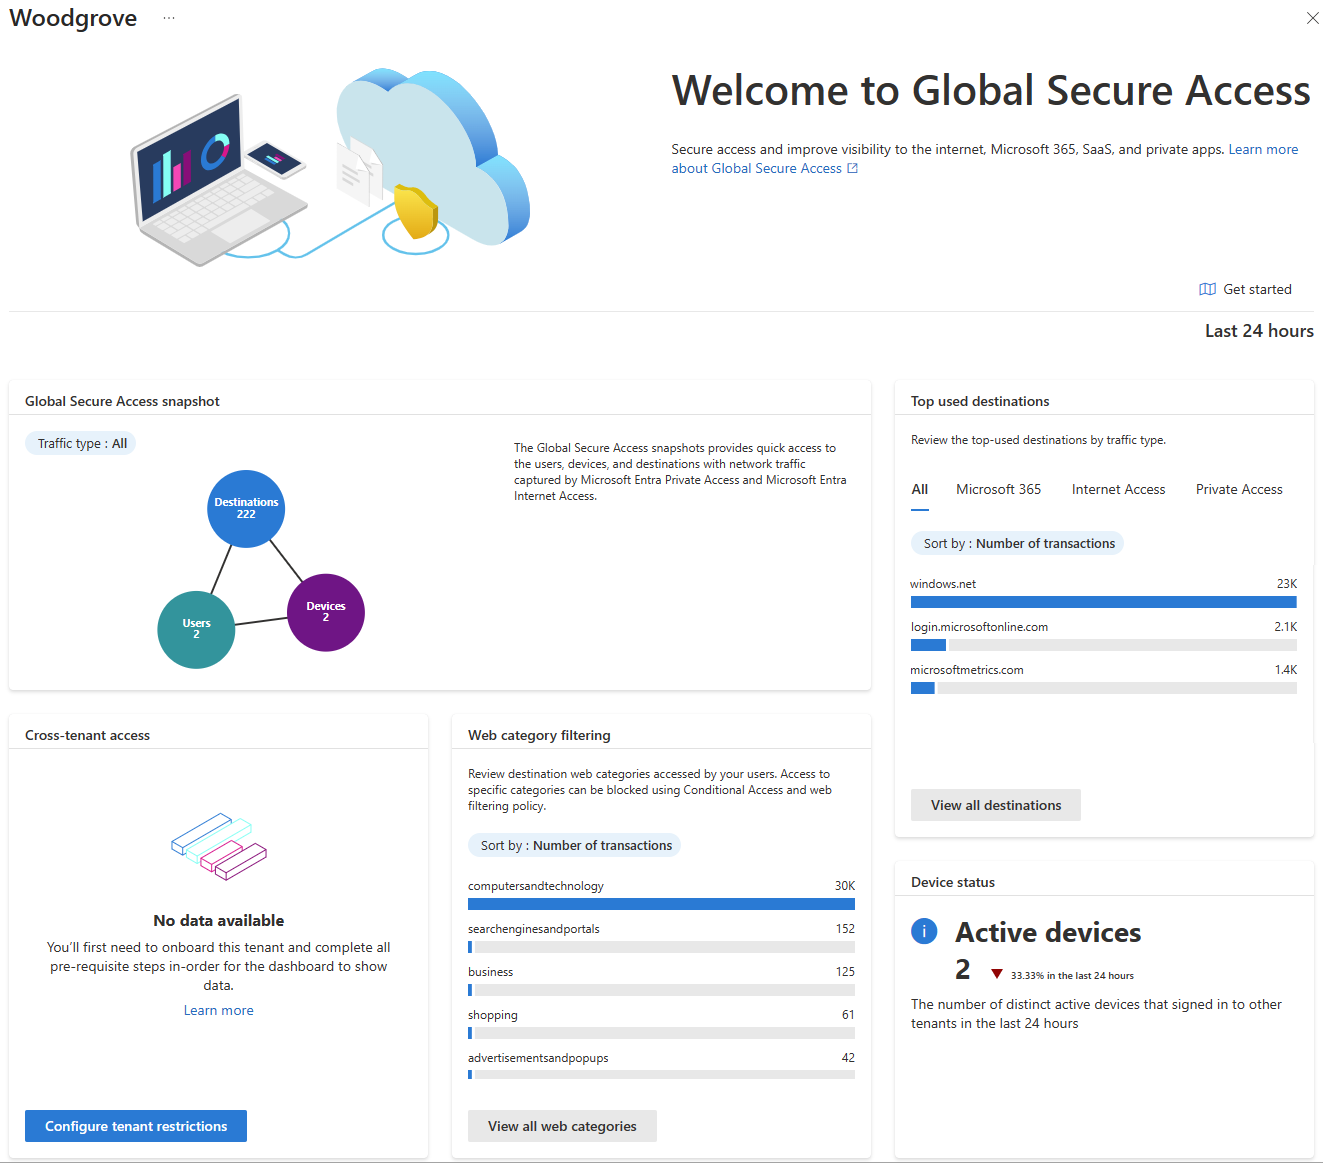 Woodgrove ...
Welcome to Global Secure Access
Secure access and improve visibility to the internet, Microsoft 365, SaaS, and private apps. Learn more
about Global Secure Access
Get started
Last 24 hours
Global Secure Access snapshot
Traffic type : All
The Global Secure Access snapshots provides quick access to
the users, devices, and destinations with network traffic
captured by Microsoft Entra Private Access and Microsoft Entra
Internet Access.
Destinations
222
Devices
2
Users
2
Top used destinations
Review the top-used destinations by traffic type.
All Microsoft 365 Internet Access Private Access
Sort by : Number of transactions
windows.net 23K
login.microsoftonline.com 2.1K
microsoftmetrics.com 1.4K
View all destinations
Cross-tenant access
No data available
You'll first need to onboard this tenant and complete all
pre-requisite steps in-order for the dashboard to show
data.
Learn more
Configure tenant restrictions
Web category filtering
Review destination web categories accessed by your users. Access to
specific categories can be blocked using Conditional Access and web
filtering policy.
Sort by : Number of transactions
computersandtechnology 30K
searchenginesandportals 152
business 125
shopping 61
advertisementsandpopups 42
View all web categories
Device status
i Active devices
2 ▼ 33.33% in the last 24 hours
The number of distinct active devices that signed in to other
tenants in the last 24 hours